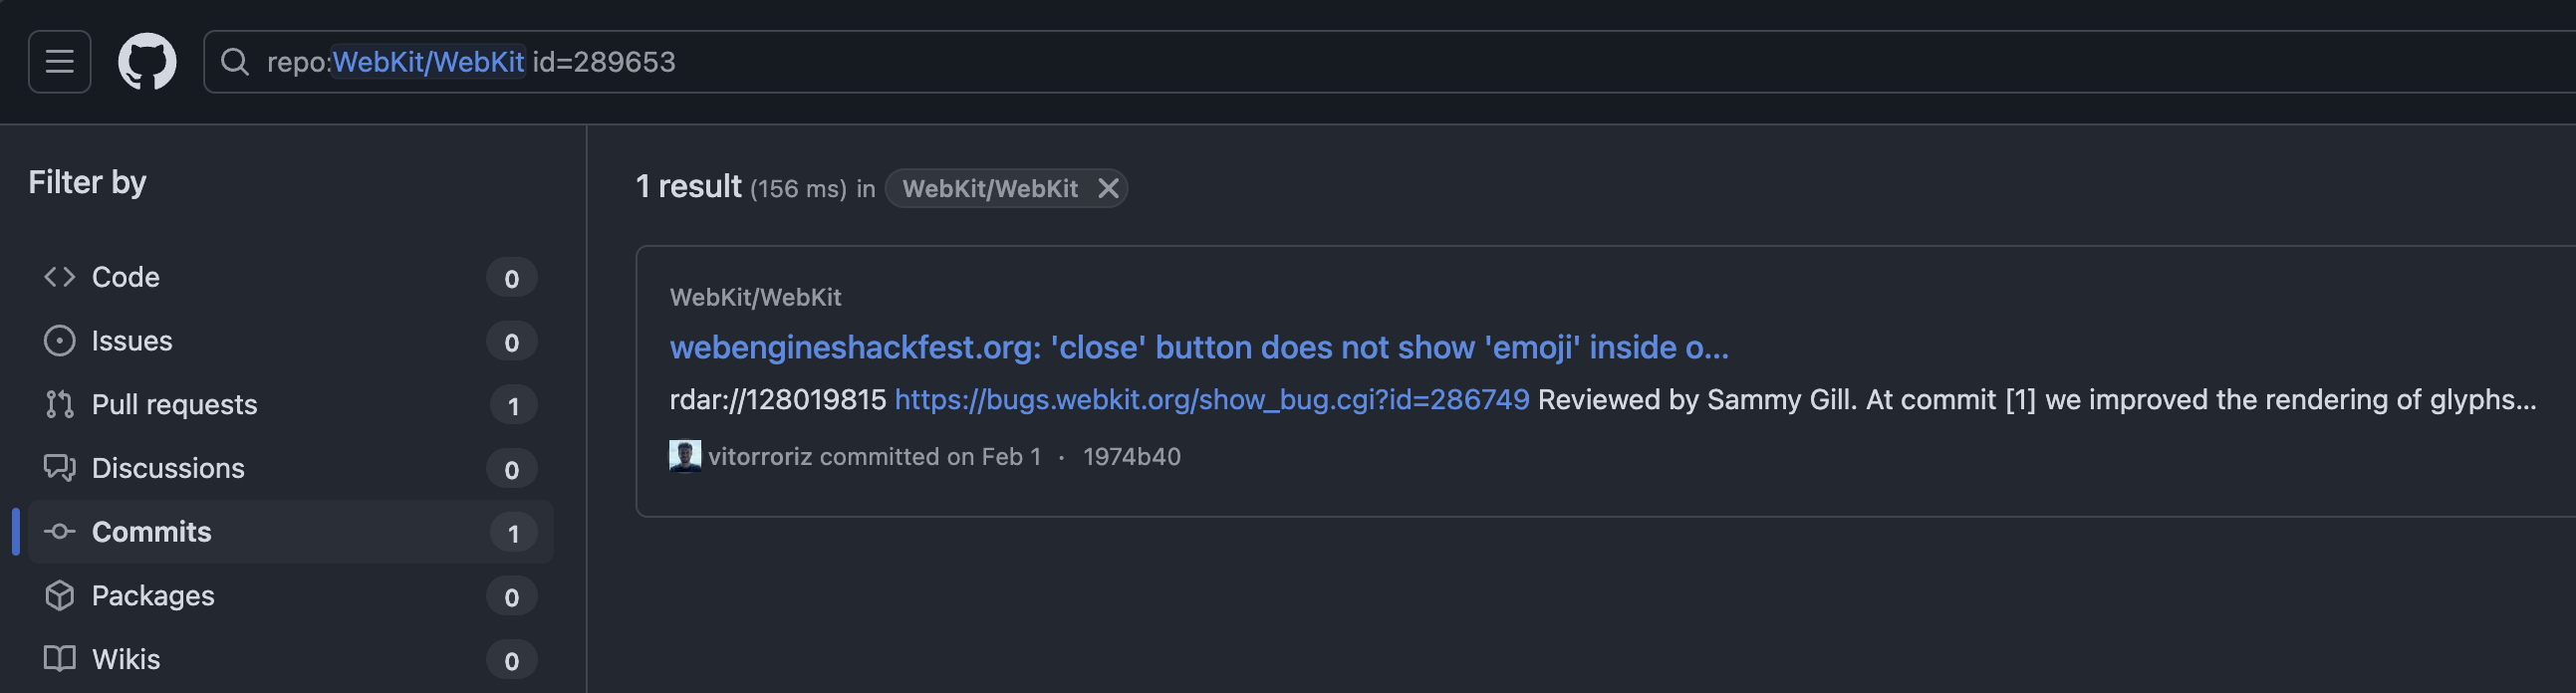 repo:WebKit/WebKit id=289653
Filter by
Code 0
Issues 0
Pull requests 1
Discussions 0
Commits 1
Packages 0
Wikis 0
1 result (156 ms) in WebKit/WebKit
WebKit/WebKit
webengineshackfest.org: 'close' button does not show 'emoji' inside o...
rdar://128019815 https://bugs.webkit.org/show_bug.cgi?id=286749 Reviewed by Sammy Gill. At commit [1] we improved the rendering of glyphs...
vitorroriz committed on Feb 1 · 1974b40